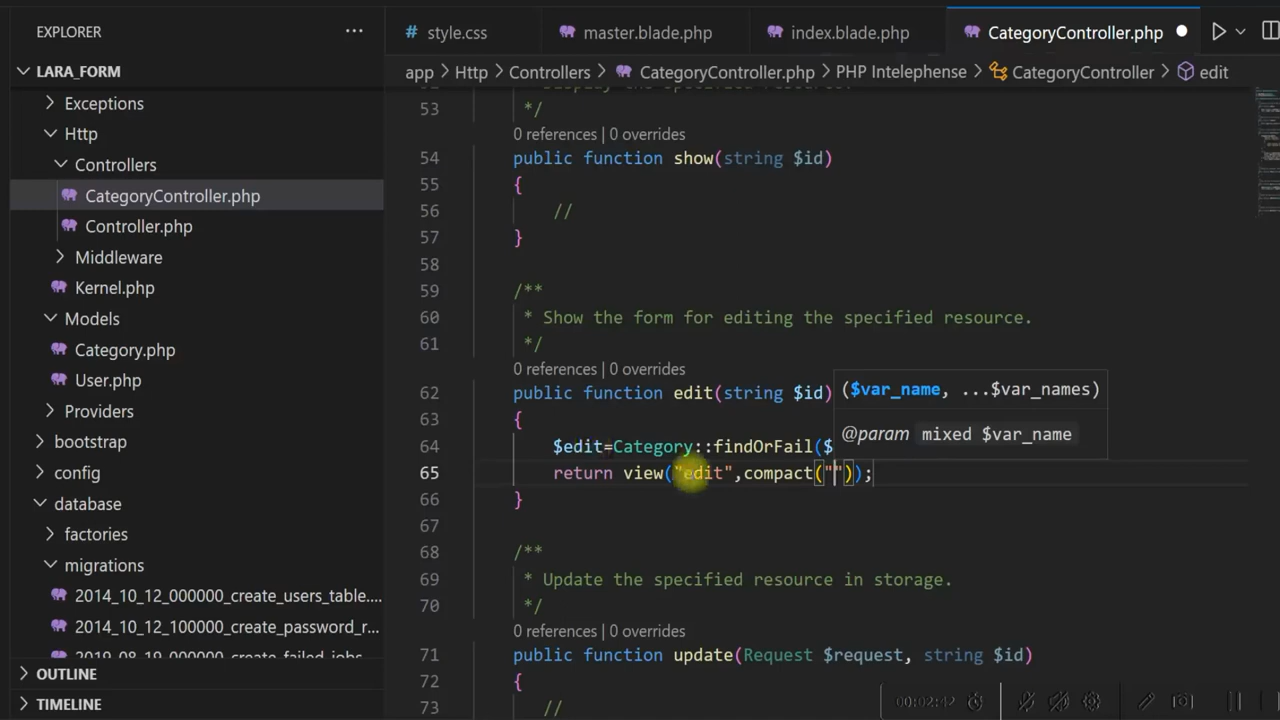 EXPLORER
style.css
master.blade.php
index.blade.php
CategoryController.php
LARA_FORM
app > Http > Controllers > CategoryController.php > PHP Intelephense > CategoryController > edit
Exceptions
Http
Controllers
CategoryController.php
Controller.php
Middleware
Kernel.php
Models
Category.php
User.php
Providers
bootstrap
config
database
factories
migrations
2014_10_12_000000_create_users_table....
2014_10_12_100000_create_password_r...
OUTLINE
TIMELINE
53 */
0 references | 0 overrides
54 public function show(string $id)
55 {
56 //
57 }
58
59 /**
60 * Show the form for editing the specified resource.
61 */
0 references | 0 overrides
62 public function edit(string $id)
($var_name, ...$var_names)
@param mixed $var_name
63 {
64 $edit=Category::findOrFail($
65 return view("edit",compact(""));
66 }
67
68 /**
69 * Update the specified resource in storage.
70 */
0 references | 0 overrides
71 public function update(Request $request, string $id)
72 {
73 //
00:02:42